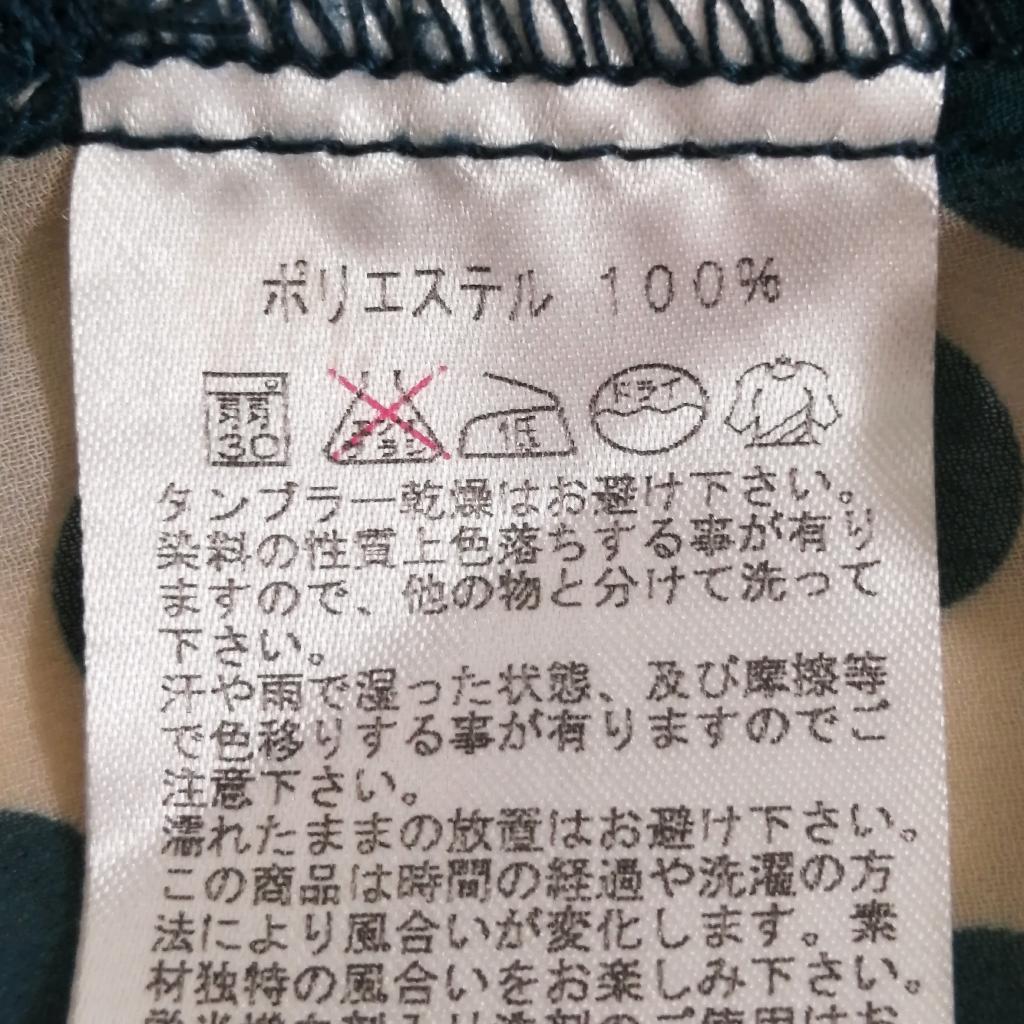 ポリエステル 100%
弱 30 エンソ サラシ 低 ドライ
タンブラー乾燥はお避け下さい。
染料の性質上色落ちする事が有り
ますので、他の物と分けて洗って
下さい。
汗や雨で湿った状態、及び摩擦等
で色移りする事が有りますのでご
注意下さい。
濡れたままの放置はお避け下さい。
この商品は時間の経過や洗濯の方
法により風合いが変化します。素
材独特の風合いをお楽しみ下さい。